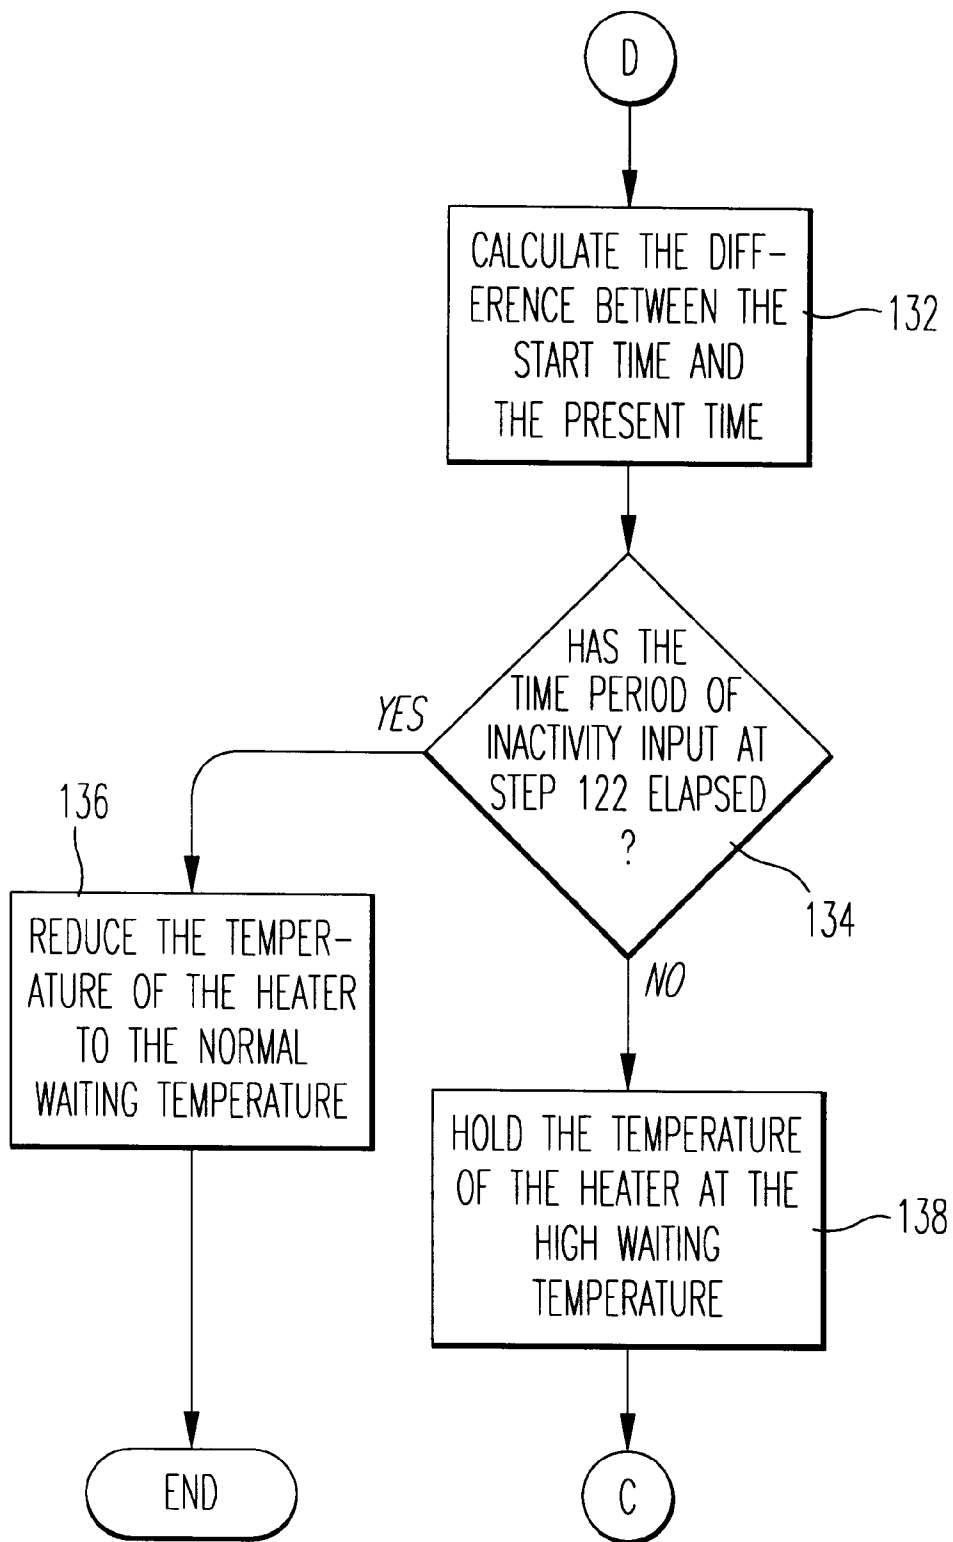 D
CALCULATE THE DIFF-
ERENCE BETWEEN THE
START TIME AND
THE PRESENT TIME
132
HAS THE
TIME PERIOD OF
INACTIVITY INPUT AT
STEP 122 ELAPSED
?
134
YES
136
REDUCE THE TEMPER-
ATURE OF THE HEATER
TO THE NORMAL
WAITING TEMPERATURE
NO
HOLD THE TEMPERATURE
OF THE HEATER AT THE
HIGH WAITING
TEMPERATURE
138
END
C